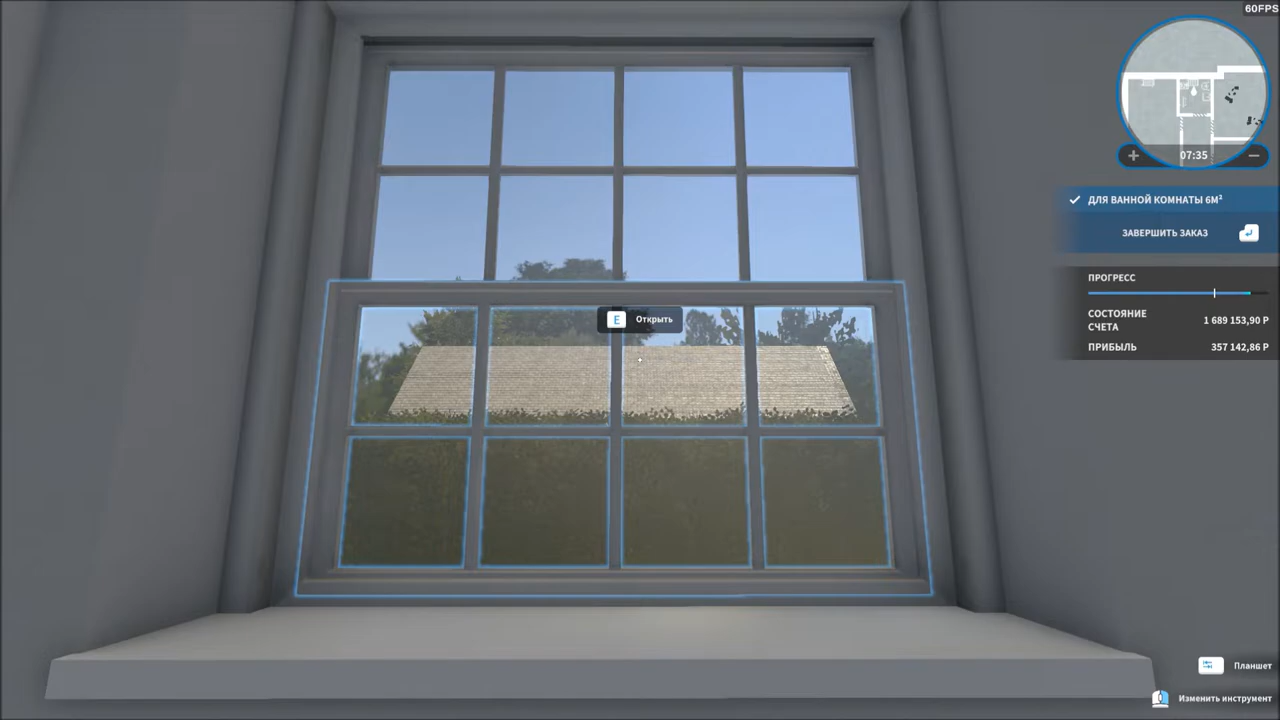 60FPS
+ 07:35 −
ДЛЯ ВАННОЙ КОМНАТЫ 6М²
ЗАВЕРШИТЬ ЗАКАЗ
ПРОГРЕСС
СОСТОЯНИЕ
СЧЕТА
1 689 153,90 Р
ПРИБЫЛЬ 357 142,86 Р
E Открыть
Планшет
Изменить инструмент